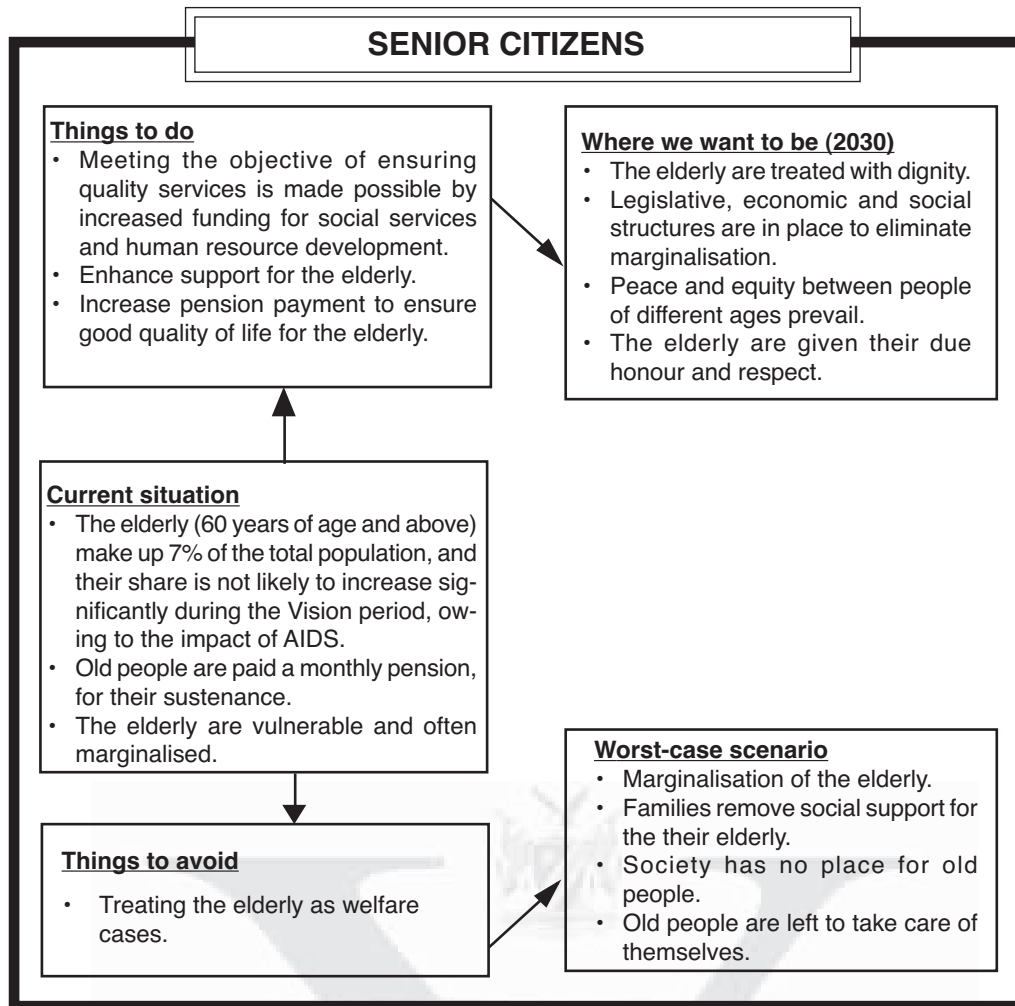 SENIOR CITIZENS
Things to do
• Meeting the objective of ensuring
quality services is made possible by
increased funding for social services
and human resource development.
• Enhance support for the elderly.
• Increase pension payment to ensure
good quality of life for the elderly.
Where we want to be (2030)
• The elderly are treated with dignity.
• Legislative, economic and social
structures are in place to eliminate
marginalisation.
• Peace and equity between people
of different ages prevail.
• The elderly are given their due
honour and respect.
Current situation
• The elderly (60 years of age and above)
make up 7% of the total population, and
their share is not likely to increase sig-
nificantly during the Vision period, ow-
ing to the impact of AIDS.
• Old people are paid a monthly pension,
for their sustenance.
• The elderly are vulnerable and often
marginalised.
Things to avoid
• Treating the elderly as welfare
cases.
Worst-case scenario
• Marginalisation of the elderly.
• Families remove social support for
the their elderly.
• Society has no place for old
people.
• Old people are left to take care of
themselves.